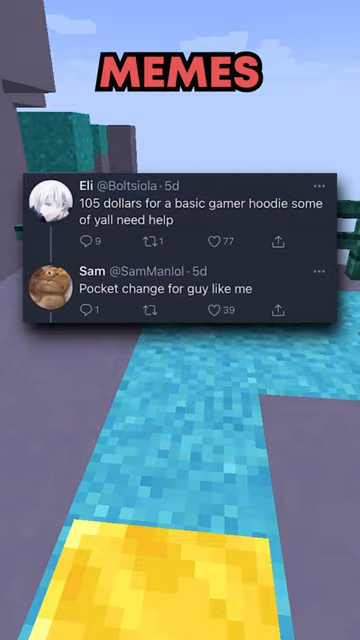 MEMES
Eli @Boltsiola · 5d
105 dollars for a basic gamer hoodie some
of yall need help
9 1 77
Sam @SamManlol · 5d
Pocket change for guy like me
1 39